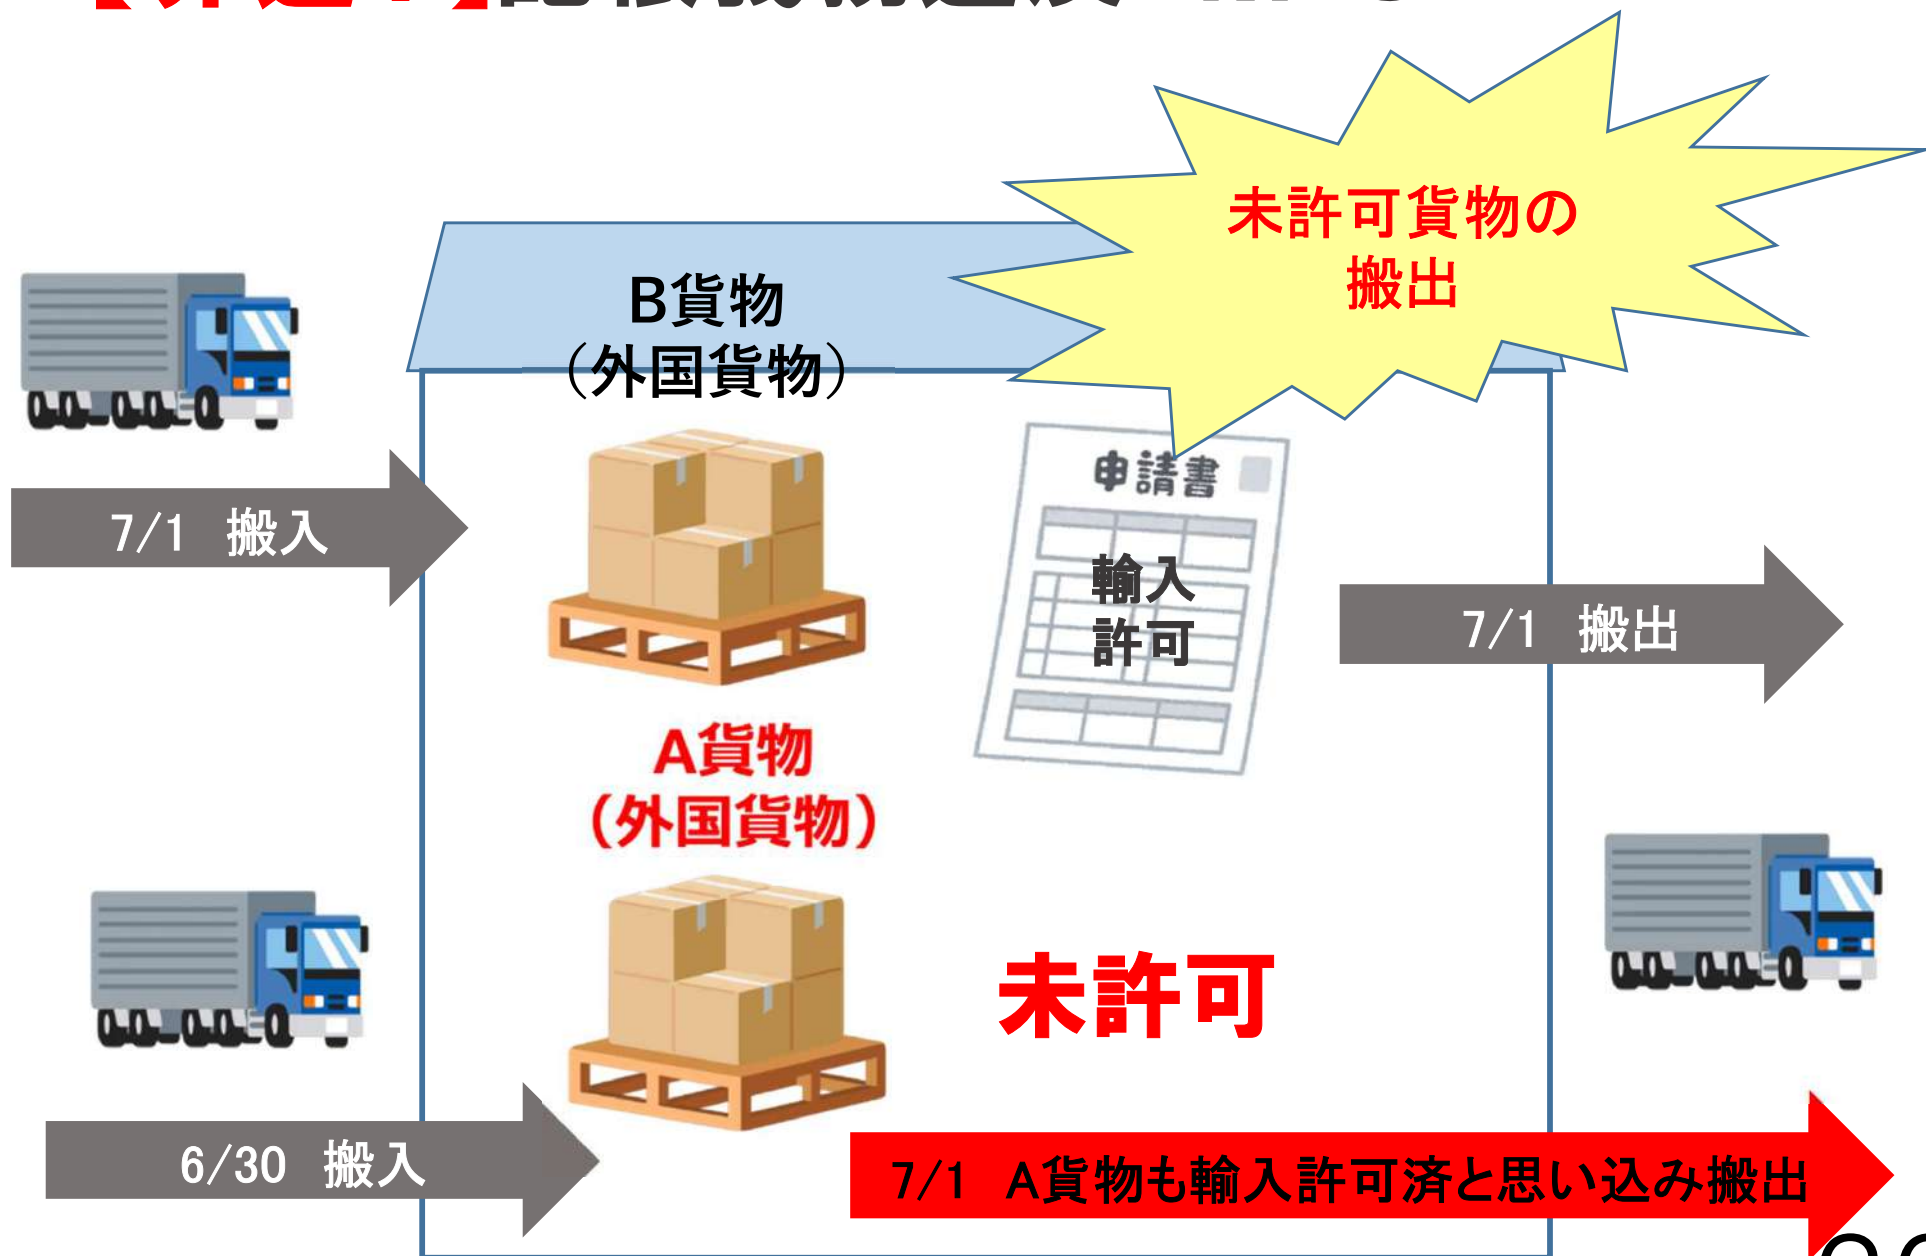 未許可貨物の
搬出
B貨物
（外国貨物）
申請書
輸入
許可
7/1　搬入
7/1　搬出
A貨物
（外国貨物）
未許可
6/30　搬入
7/1　A貨物も輸入許可済と思い込み搬出